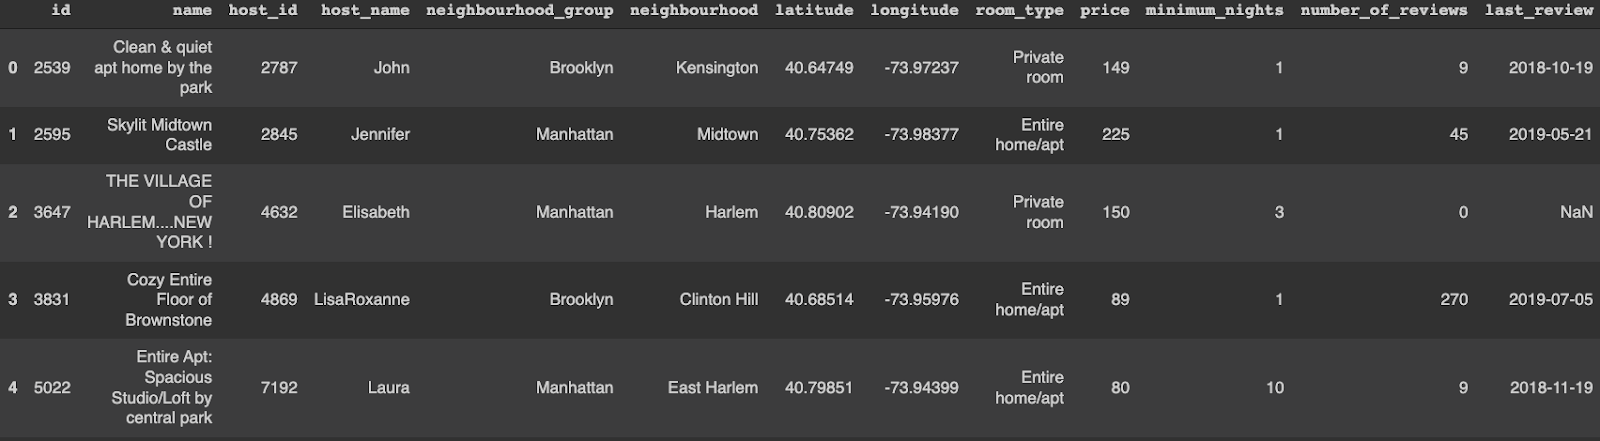 id name host_id host_name neighbourhood_group neighbourhood latitude longitude room_type price minimum_nights number_of_reviews last_review
Clean & quiet
apt home by the
park
0 2539 2787 John Brooklyn Kensington 40.64749 -73.97237 Private room 149 1 9 2018-10-19
Skylit Midtown
Castle
1 2595 2845 Jennifer Manhattan Midtown 40.75362 -73.98377 Entire home/apt 225 1 45 2019-05-21
THE VILLAGE
OF
HARLEM....NEW
YORK !
2 3647 4632 Elisabeth Manhattan Harlem 40.80902 -73.94190 Private room 150 3 0 NaN
Cozy Entire
Floor of
Brownstone
3 3831 4869 LisaRoxanne Brooklyn Clinton Hill 40.68514 -73.95976 Entire home/apt 89 1 270 2019-07-05
Entire Apt:
Spacious
Studio/Loft by
central park
4 5022 7192 Laura Manhattan East Harlem 40.79851 -73.94399 Entire home/apt 80 10 9 2018-11-19